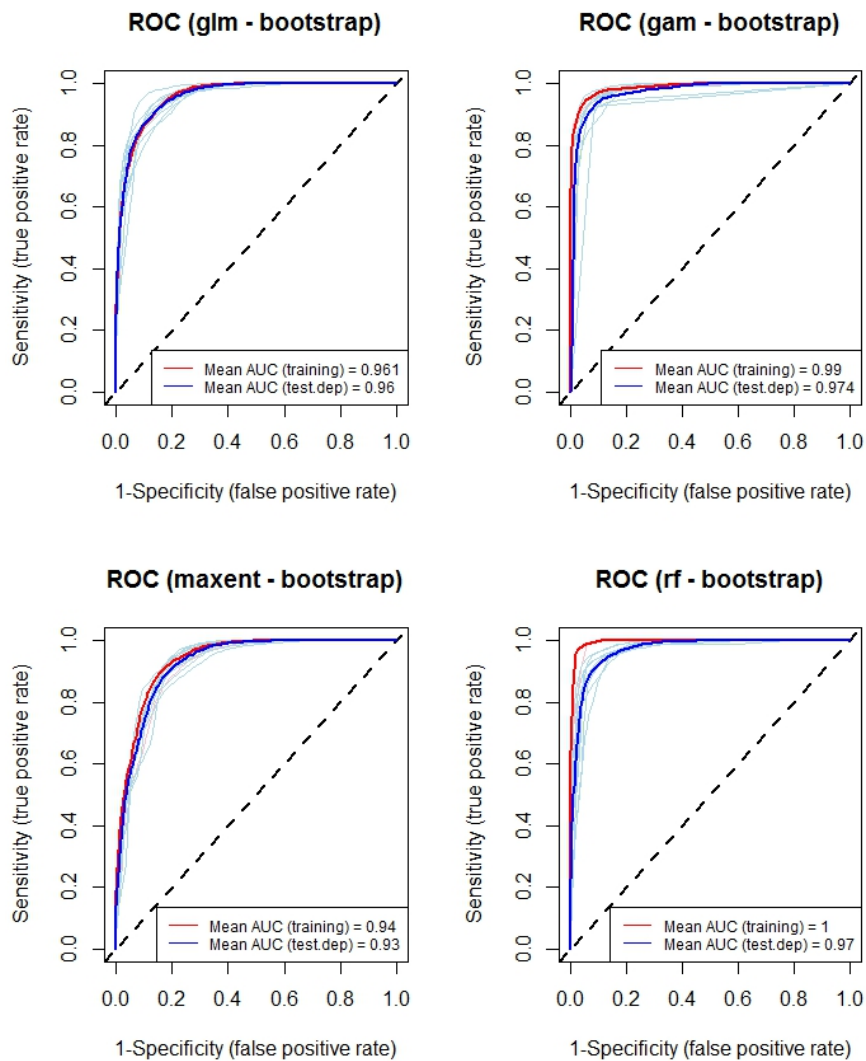 ROC (glm - bootstrap)
Sensitivity (true positive rate)
1.0
0.8
0.6
0.4
0.2
0.0
Mean AUC (training) = 0.961
Mean AUC (test.dep) = 0.96
0.0 0.2 0.4 0.6 0.8 1.0
1-Specificity (false positive rate)
ROC (gam - bootstrap)
Sensitivity (true positive rate)
1.0
0.8
0.6
0.4
0.2
0.0
Mean AUC (training) = 0.99
Mean AUC (test.dep) = 0.974
0.0 0.2 0.4 0.6 0.8 1.0
1-Specificity (false positive rate)
ROC (maxent - bootstrap)
Sensitivity (true positive rate)
1.0
0.8
0.6
0.4
0.2
0.0
Mean AUC (training) = 0.94
Mean AUC (test.dep) = 0.93
0.0 0.2 0.4 0.6 0.8 1.0
1-Specificity (false positive rate)
ROC (rf - bootstrap)
Sensitivity (true positive rate)
1.0
0.8
0.6
0.4
0.2
0.0
Mean AUC (training) = 1
Mean AUC (test.dep) = 0.97
0.0 0.2 0.4 0.6 0.8 1.0
1-Specificity (false positive rate)